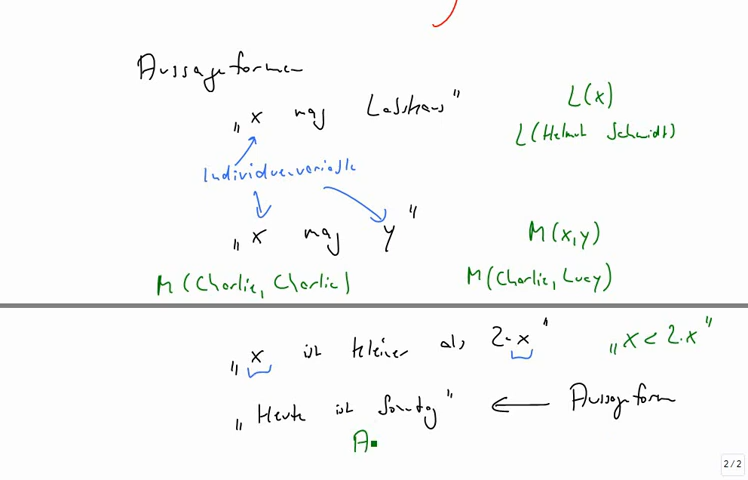 Aussageformen
„x mag Labskaus" L(x)
L(Helmut Schmidt)
Individuenvariable
„x mag y" M(x,y)
M(Charlie, Charlie) M(Charlie, Lucy)
„x ist kleiner als 2·x" „x < 2·x"
„Heute ist Sonntag" ← Aussageform
A
2/2